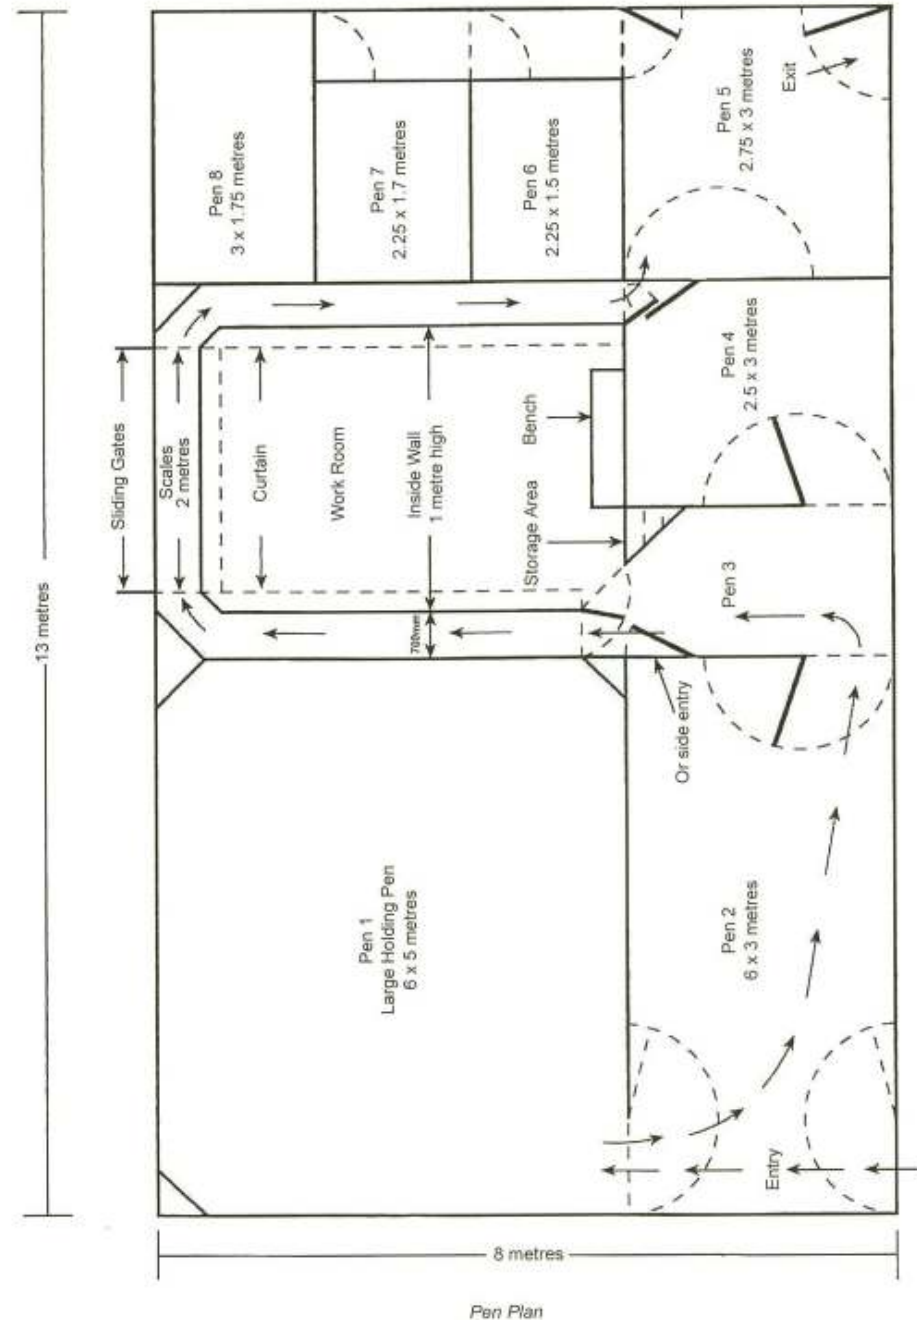 13 metres
Sliding Gates
Scales
2 metres
Curtain
Work Room
Inside Wall
1 metre high
700mm
Storage Area
Bench
Pen 8
3 x 1.75 metres
Pen 7
2.25 x 1.7 metres
Pen 6
2.25 x 1.5 metres
Pen 5
2.75 x 3 metres
Exit
Pen 4
2.5 x 3 metres
Pen 3
Or side entry
Pen 1
Large Holding Pen
6 x 5 metres
Pen 2
6 x 3 metres
Entry
8 metres
Pen Plan